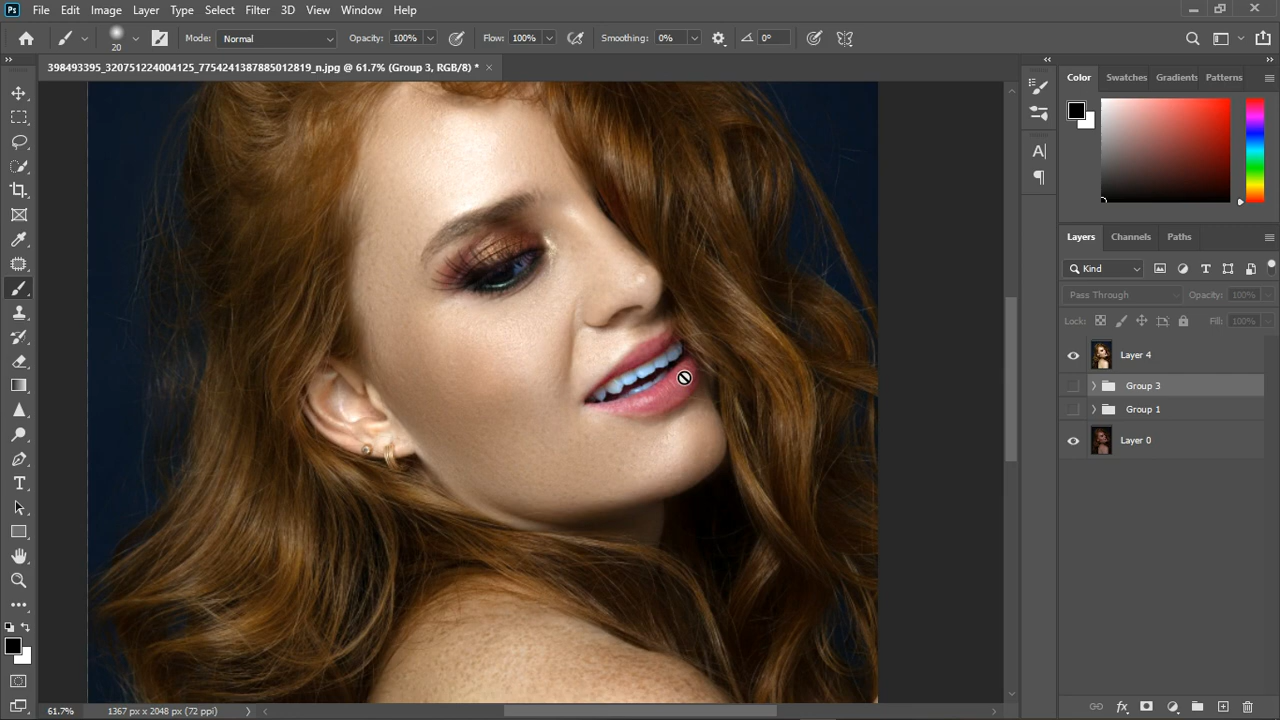 Ps File Edit Image Layer Type Select Filter 3D View Window Help
20 Mode: Normal Opacity: 100% Flow: 100% Smoothing: 0% 0°
398493395_320751224004125_7754241387885012819_n.jpg @ 61.7% (Group 3, RGB/8) *
Color Swatches Gradients Patterns
Layers Channels Paths
Kind
Pass Through Opacity: 100%
Lock: Fill: 100%
Layer 4
Group 3
Group 1
Layer 0
61.7% 1367 px x 2048 px (72 ppi)